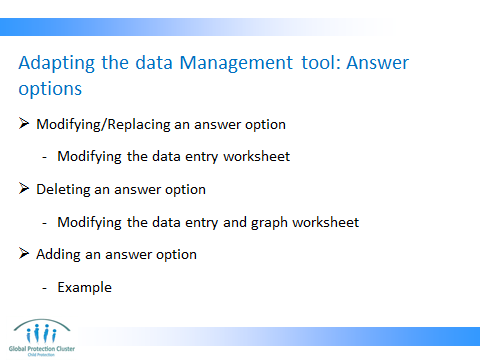 Adapting the data Management tool: Answer
options
➢ Modifying/Replacing an answer option
- Modifying the data entry worksheet
➢ Deleting an answer option
- Modifying the data entry and graph worksheet
➢ Adding an answer option
- Example
Global Protection Cluster
Child Protection